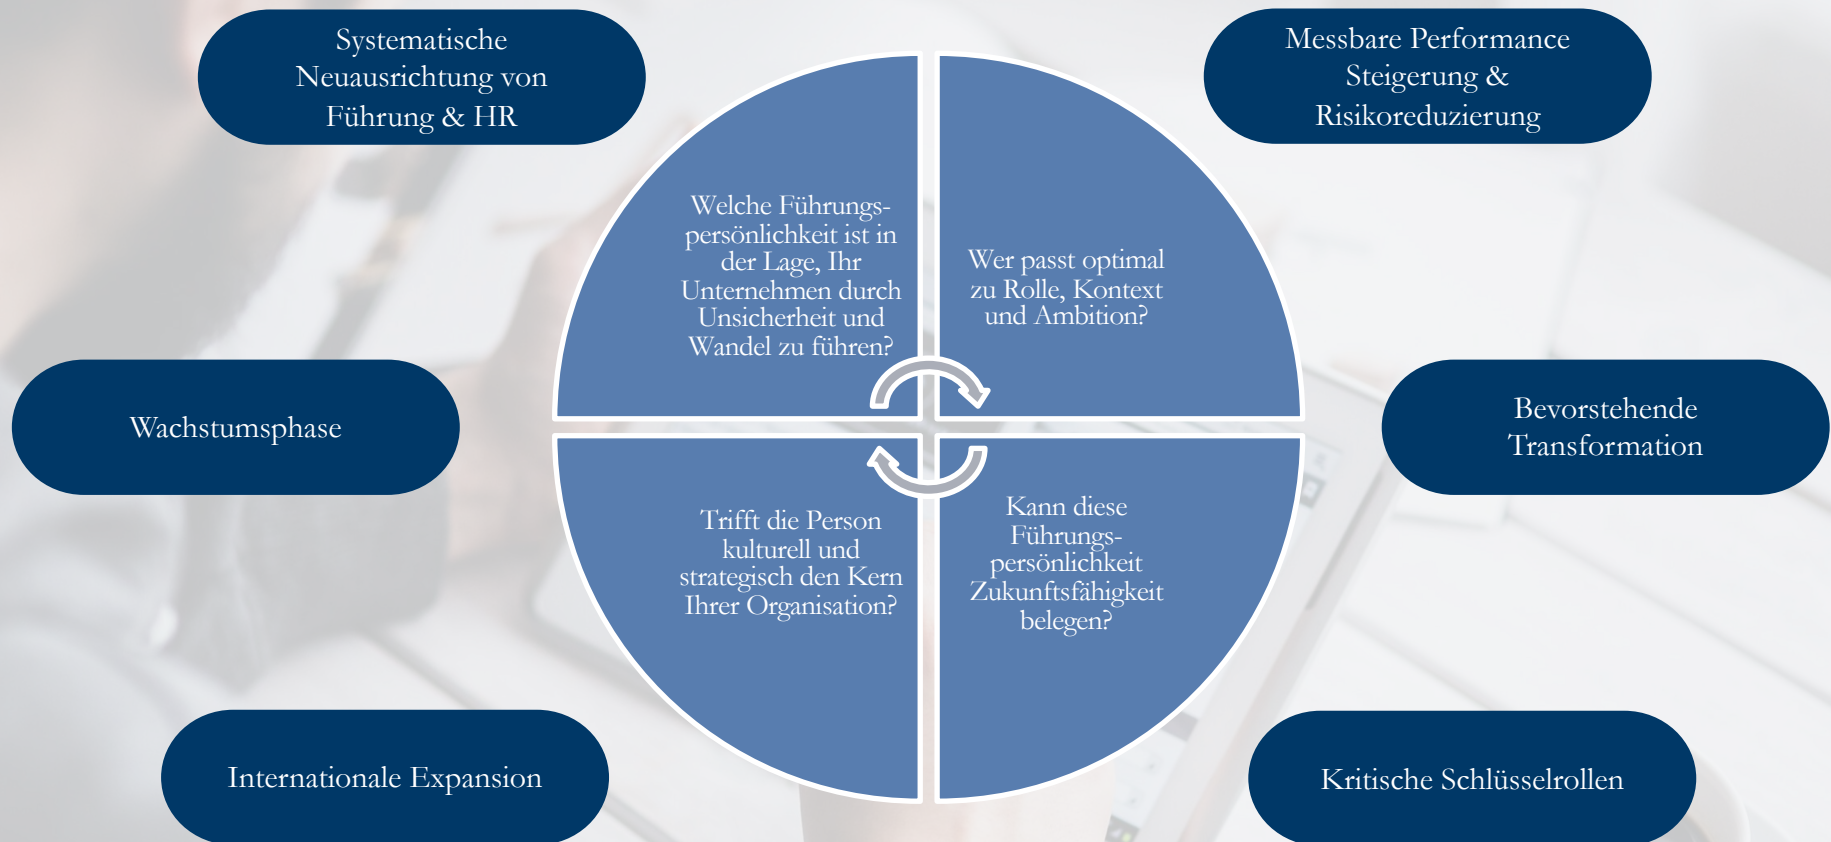 Systematische
Neuausrichtung von
Führung & HR
Messbare Performance
Steigerung &
Risikoreduzierung
Welche Führungs-
persönlichkeit ist in
der Lage, Ihr
Unternehmen durch
Unsicherheit und
Wandel zu führen?
Wer passt optimal
zu Rolle, Kontext
und Ambition?
Wachstumsphase
Bevorstehende
Transformation
Trifft die Person
kulturell und
strategisch den Kern
Ihrer Organisation?
Kann diese
Führungs-
persönlichkeit
Zukunftsfähigkeit
belegen?
Internationale Expansion
Kritische Schlüsselrollen